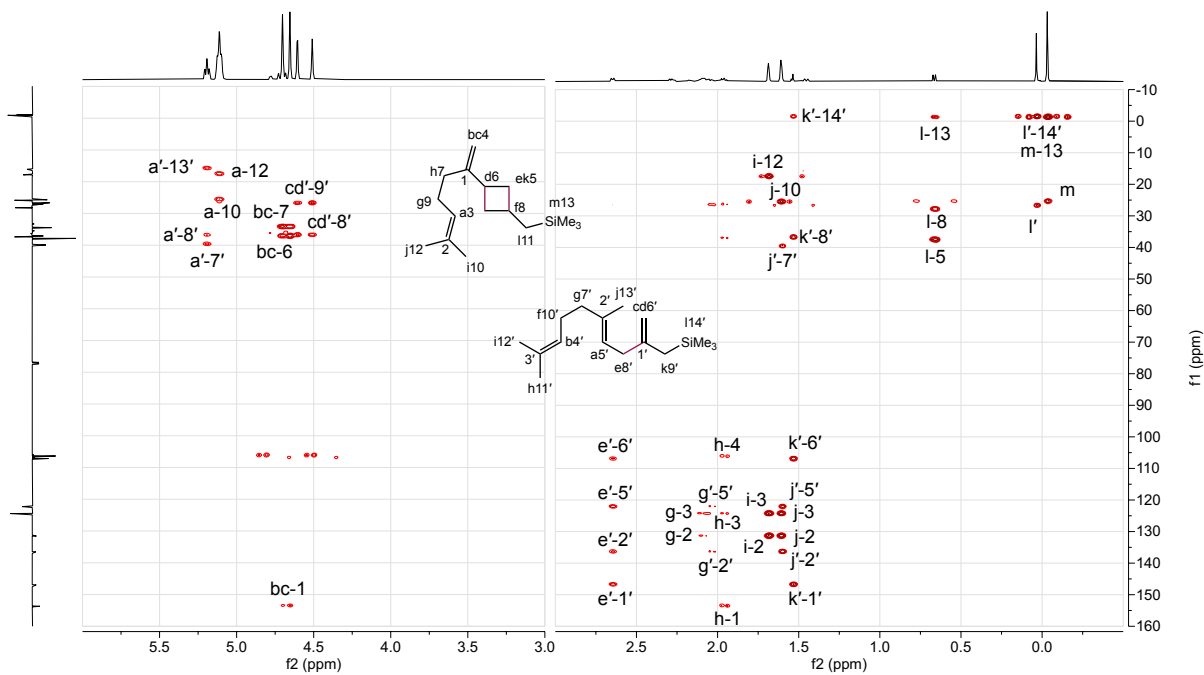 a′-13′
a-12
a-10
a′-8′
a′-7′
bc-7
bc-6
cd′-9′
cd′-8′
bc-1
bc4
h7
1
d6
ek5
g9
a3
f8
m13
SiMe3
l11
j12
2
i10
g7′
j13′
2′
cd6′
f10′
l14′
i12′
b4′
SiMe3
3′
a5′
1′
e8′
k9′
h11′
k′-14′
l-13
l′-14′
m-13
i-12
j-10
m
l-8
l′
k′-8′
l-5
j′-7′
e′-6′
h-4
k′-6′
e′-5′
g′-5′
j′-5′
g-3
h-3
i-3
j-3
e′-2′
g-2
g′-2′
i-2
j-2
j′-2′
e′-1′
h-1
k′-1′
5.5 5.0 4.5 4.0 3.5 3.0
f2 (ppm)
2.5 2.0 1.5 1.0 0.5 0.0
f2 (ppm)
-10
0
10
20
30
40
50
60
70
80
90
100
110
120
130
140
150
160
f1 (ppm)